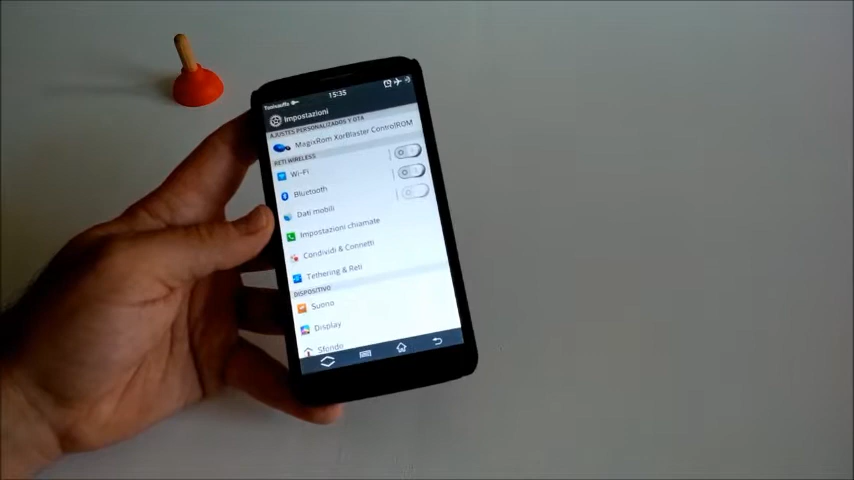 15:35
Impostazioni
AJUSTES PERSONALIZADOS Y OTA
MagixRom XorBlaster ControlROM
RETI WIRELESS
Wi-Fi
Bluetooth
Dati mobili
Impostazioni chiamate
Condividi & Connetti
Tethering & Reti
DISPOSITIVO
Suono
Display
Sfondo